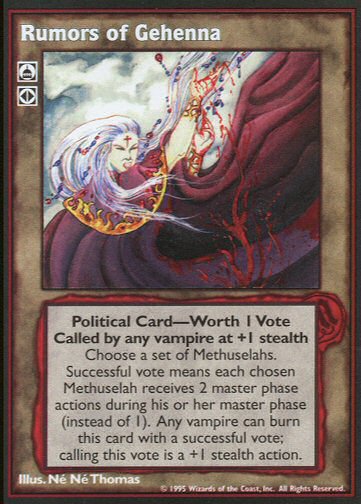 Rumors of Gehenna
Political Card—Worth 1 Vote
Called by any vampire at +1 stealth
Choose a set of Methuselahs.
Successful vote means each chosen
Methuselah receives 2 master phase
actions during his or her master phase
(instead of 1). Any vampire can burn
this card with a successful vote;
calling this vote is a +1 stealth action.
Illus. Né Né Thomas
© 1995 Wizards of the Coast, Inc. All Rights Reserved.